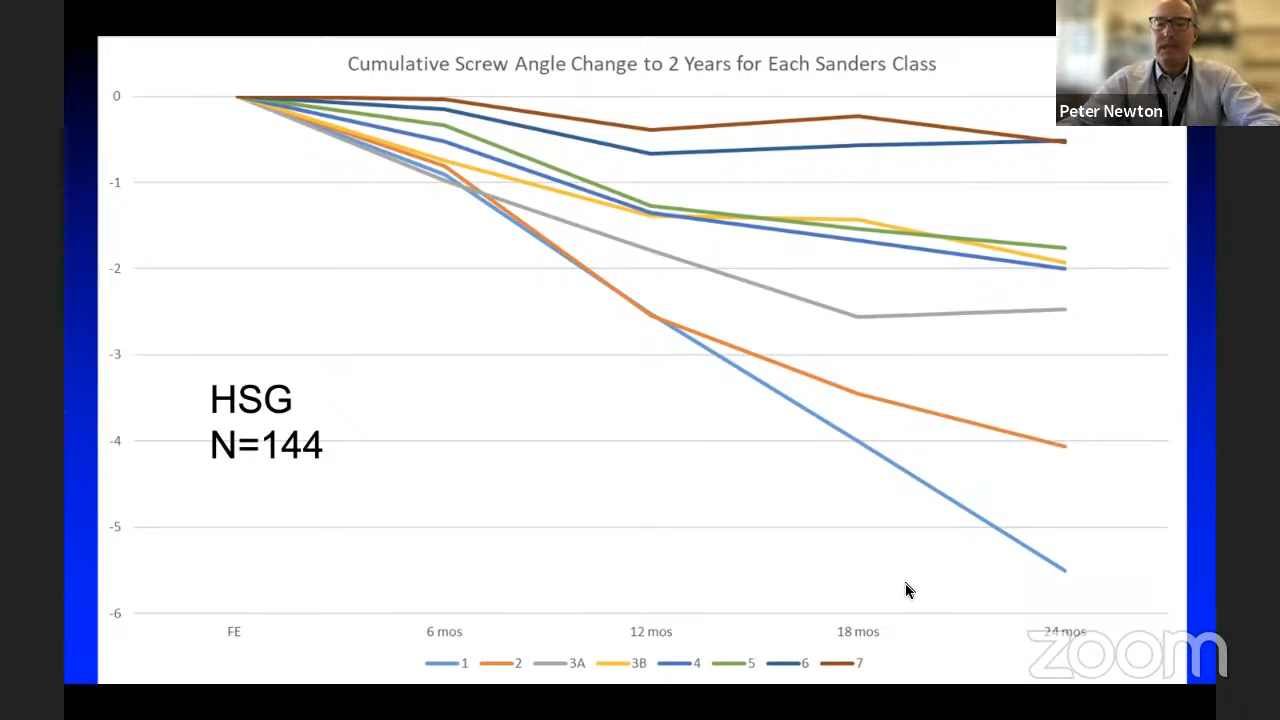 Cumulative Screw Angle Change to 2 Years for Each Sanders Class
Peter Newton
0
-1
-2
-3
HSG
N=144
-4
-5
-6
FE 6 mos 12 mos 18 mos 24 mos
zoom
1 2 3A 3B 4 5 6 7